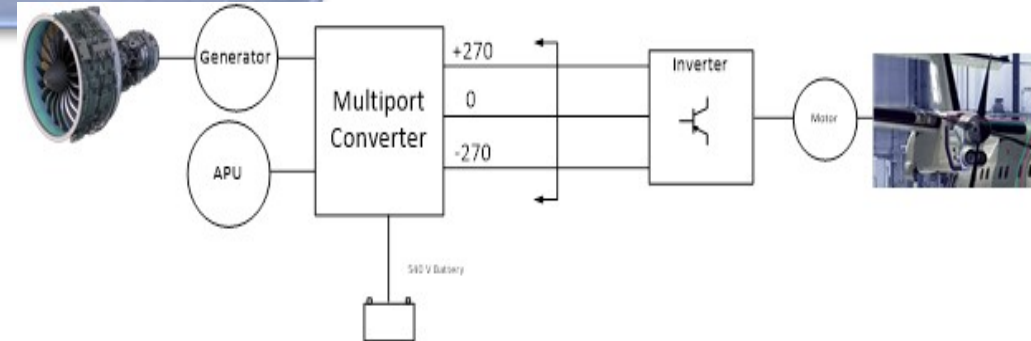 Generator
APU
Multiport
Converter
+270
0
-270
540 V Battery
Inverter
Motor